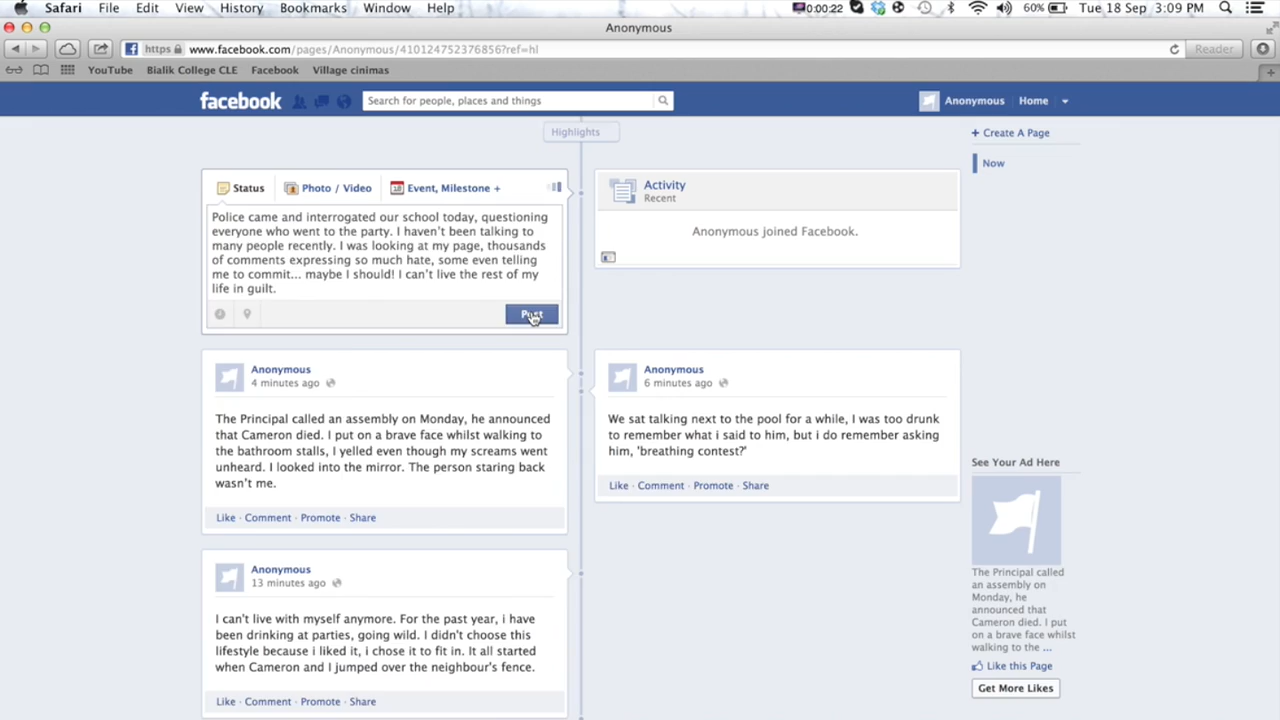 Safari File Edit View History Bookmarks Window Help 0:00:22 60% Tue 18 Sep 3:09 PM
Anonymous
https www.facebook.com/pages/Anonymous/410124752376856?ref=hl Reader
YouTube Bialik College CLE Facebook Village cinimas
facebook Search for people, places and things Anonymous Home
Highlights
+ Create A Page
Now
Status Photo / Video Event, Milestone +
Police came and interrogated our school today, questioning
everyone who went to the party. I haven't been talking to
many people recently. I was looking at my page, thousands
of comments expressing so much hate, some even telling
me to commit... maybe I should! I can't live the rest of my
life in guilt.
Post
Activity
Recent
Anonymous joined Facebook.
Anonymous
4 minutes ago
The Principal called an assembly on Monday, he announced
that Cameron died. I put on a brave face whilst walking to
the bathroom stalls, I yelled even though my screams went
unheard. I looked into the mirror. The person staring back
wasn't me.
Like · Comment · Promote · Share
Anonymous
6 minutes ago
We sat talking next to the pool for a while, I was too drunk
to remember what i said to him, but i do remember asking
him, 'breathing contest?'
Like · Comment · Promote · Share
Anonymous
13 minutes ago
I can't live with myself anymore. For the past year, i have
been drinking at parties, going wild. I didn't choose this
lifestyle because i liked it, i chose it to fit in. It all started
when Cameron and I jumped over the neighbour's fence.
Like · Comment · Promote · Share
See Your Ad Here
The Principal called
an assembly on
Monday, he
announced that
Cameron died. I put
on a brave face whilst
walking to the ...
Like this Page
Get More Likes